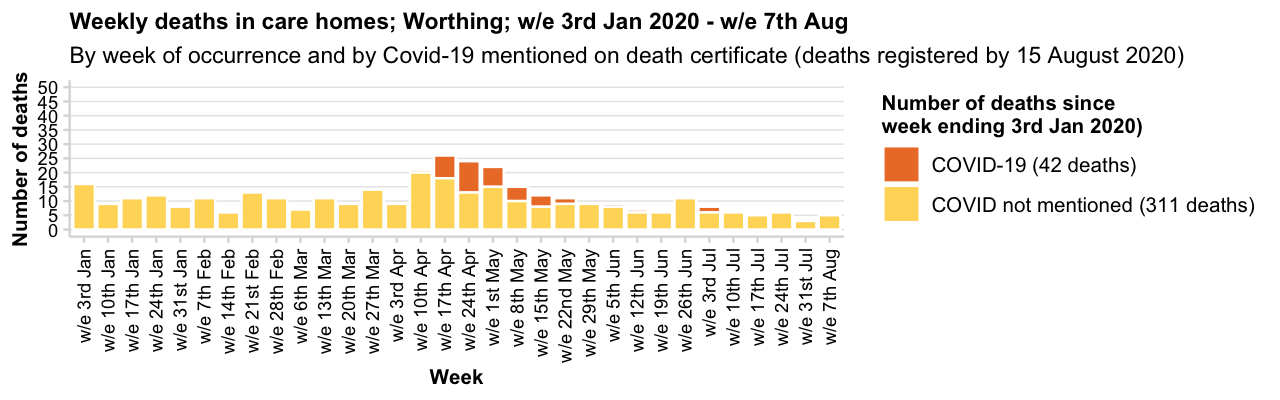 Weekly deaths in care homes; Worthing; w/e 3rd Jan 2020 - w/e 7th Aug
By week of occurrence and by Covid-19 mentioned on death certificate (deaths registered by 15 August 2020)
Number of deaths
50
45
40
35
30
25
20
15
10
5
0
w/e 3rd Jan
w/e 10th Jan
w/e 17th Jan
w/e 24th Jan
w/e 31st Jan
w/e 7th Feb
w/e 14th Feb
w/e 21st Feb
w/e 28th Feb
w/e 6th Mar
w/e 13th Mar
w/e 20th Mar
w/e 27th Mar
w/e 3rd Apr
w/e 10th Apr
w/e 17th Apr
w/e 24th Apr
w/e 1st May
w/e 8th May
w/e 15th May
w/e 22nd May
w/e 29th May
w/e 5th Jun
w/e 12th Jun
w/e 19th Jun
w/e 26th Jun
w/e 3rd Jul
w/e 10th Jul
w/e 17th Jul
w/e 24th Jul
w/e 31st Jul
w/e 7th Aug
Week
Number of deaths since
week ending 3rd Jan 2020)
COVID-19 (42 deaths)
COVID not mentioned (311 deaths)